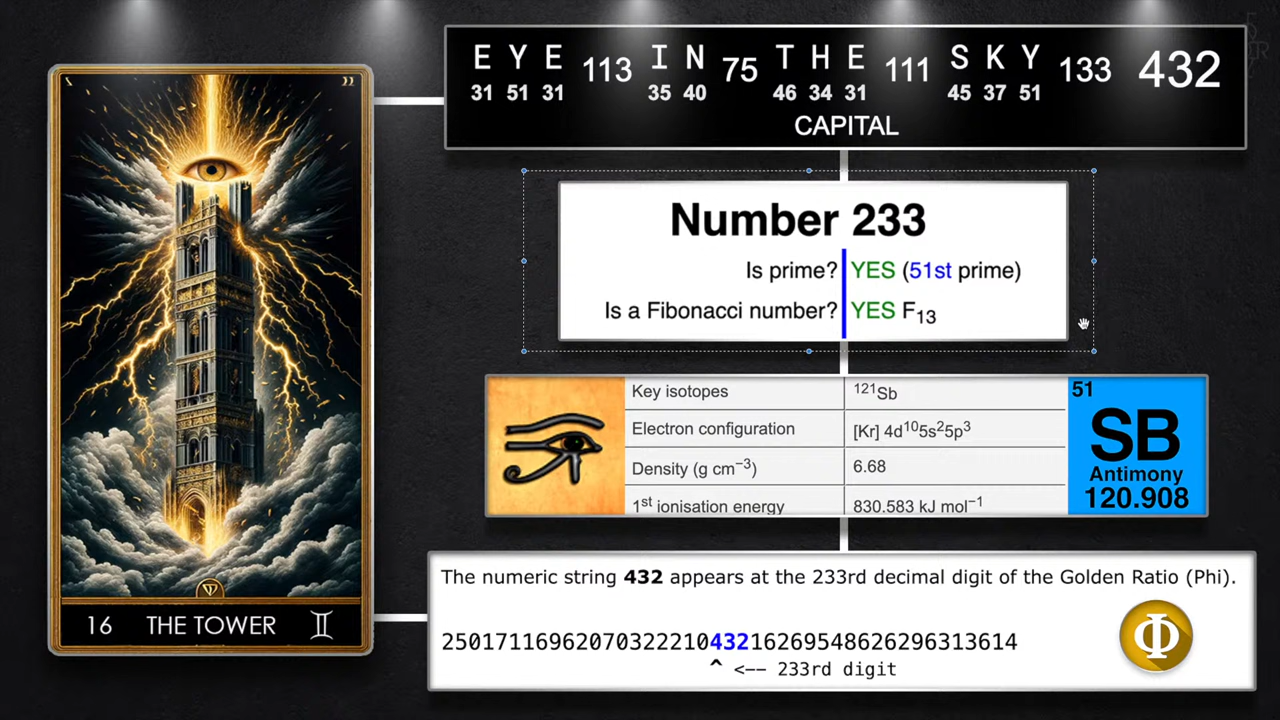 E Y E 113 I N 75 T H E 111 S K Y 133 432
31 51 31 35 40 46 34 31 45 37 51
CAPITAL
Number 233
Is prime? YES (51st prime)
Is a Fibonacci number? YES F₁₃
Key isotopes ¹²¹Sb
Electron configuration [Kr] 4d¹⁰5s²5p³
Density (g cm⁻³) 6.68
1ˢᵗ ionisation energy 830.583 kJ mol⁻¹
51
SB
Antimony
120.908
16 THE TOWER
The numeric string 432 appears at the 233rd decimal digit of the Golden Ratio (Phi).
2501711696207032221043216269548626296313614
^ <-- 233rd digit
Φ